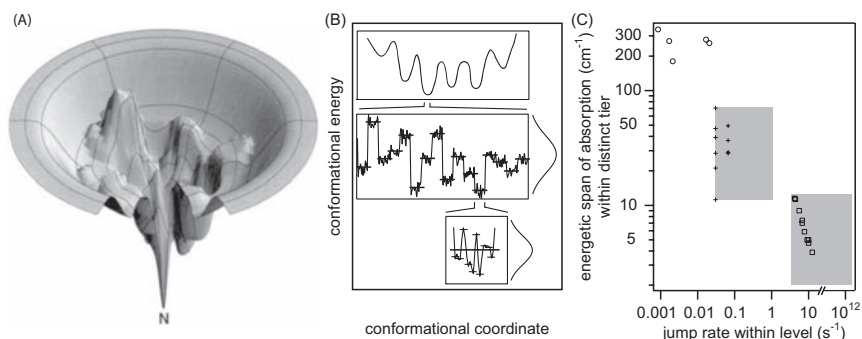 (A)
N
(B)
conformational energy
conformational coordinate
(C)
energetic span of absorption (cm⁻¹)
within distinct tier
300
100
50
10
5
0.001 0.01 0.1 1 10 10¹²
jump rate within level (s⁻¹)